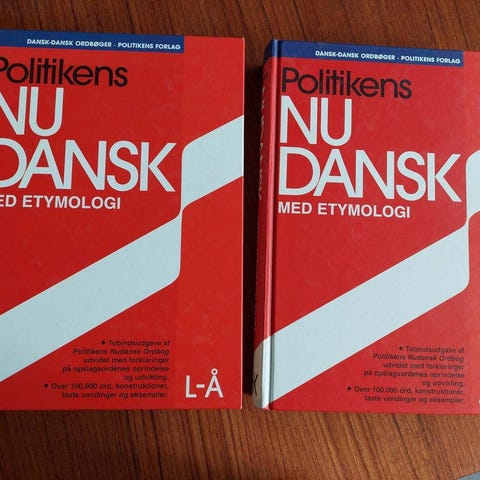 DANSK-DANSK ORDBØGER - POLITIKENS FORLAG
Politikens
NU
DANSK
ED ETYMOLOGI
● Tobindsudgave af
Politikens Nudansk Ordbog
udvidet med forklaringer
på opslagsordenes oprindelse
og udvikling.
● Over 100.000 ord, konstruktioner,
faste vendinger og eksempler.
L-Å
DANSK-DANSK ORDBØGER - POLITIKENS FORLAG
Politikens
NU
DANSK
MED ETYMOLOGI
● Tobindsudgave af
Politikens Nudansk Ordbog
udvidet med forklaringer
på opslagsordenes oprindelse
og udvikling.
● Over 100.000 ord, konstruktioner,
faste vendinger og eksempler.